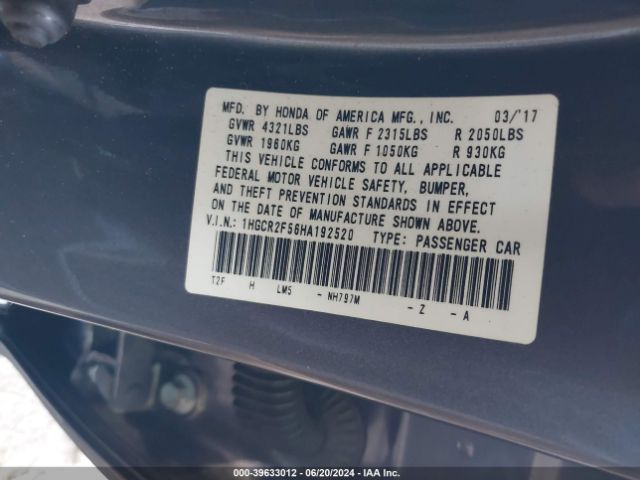 MFD. BY HONDA OF AMERICA MFG., INC. 03/'17
GVWR 4321LBS GAWR F 2315LBS R 2050LBS
GVWR 1960KG GAWR F 1050KG R 930KG
THIS VEHICLE CONFORMS TO ALL APPLICABLE
FEDERAL MOTOR VEHICLE SAFETY, BUMPER,
AND THEFT PREVENTION STANDARDS IN EFFECT
ON THE DATE OF MANUFACTURE SHOWN ABOVE.
V.I.N.: 1HGCR2F56HA192520 TYPE: PASSENGER CAR
T2F H LM5 - NH797M - Z - A
000-39633012 / 06/20/2024 / IAA Inc.